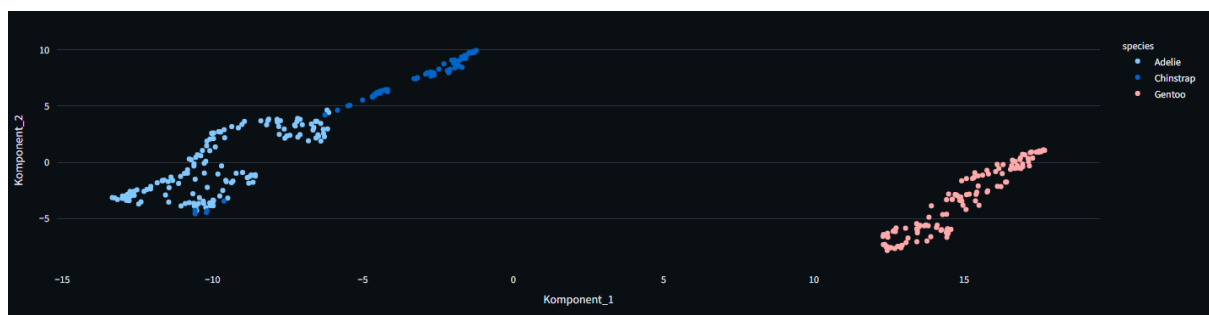 species
Adelie
Chinstrap
Gentoo
10
5
0
−5
Komponent_2
−15
−10
−5
0
5
10
15
Komponent_1